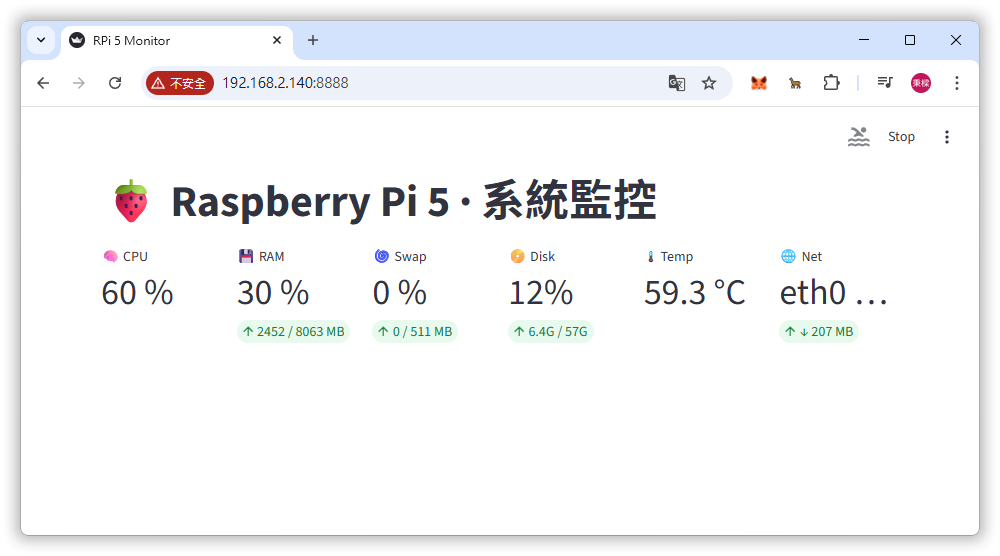 RPi 5 Monitor
不安全
192.168.2.140:8888
秉樑
Stop
Raspberry Pi 5 · 系統監控
CPU
RAM
Swap
Disk
Temp
Net
60 %
30 %
0 %
12%
59.3 °C
eth0 …
↑ 2452 / 8063 MB
↑ 0 / 511 MB
↑ 6.4G / 57G
↑ ↓ 207 MB